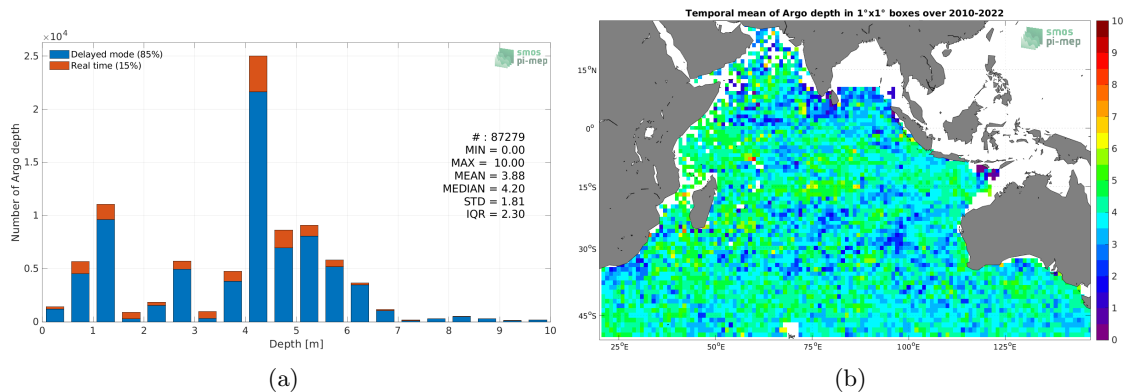 ×10⁴
2.5
2
1.5
1
0.5
0
Number of Argo depth
Delayed mode (85%)
Real time (15%)
smos
pi-mep
# : 87279
MIN = 0.00
MAX = 10.00
MEAN = 3.88
MEDIAN = 4.20
STD = 1.81
IQR = 2.30
0 1 2 3 4 5 6 7 8 9 10
Depth [m]
(a)
Temporal mean of Argo depth in 1°x1° boxes over 2010-2022
smos
pi-mep
15°N
0°
15°S
30°S
45°S
25°E 50°E 75°E 100°E 125°E
10
9
8
7
6
5
4
3
2
1
0
(b)